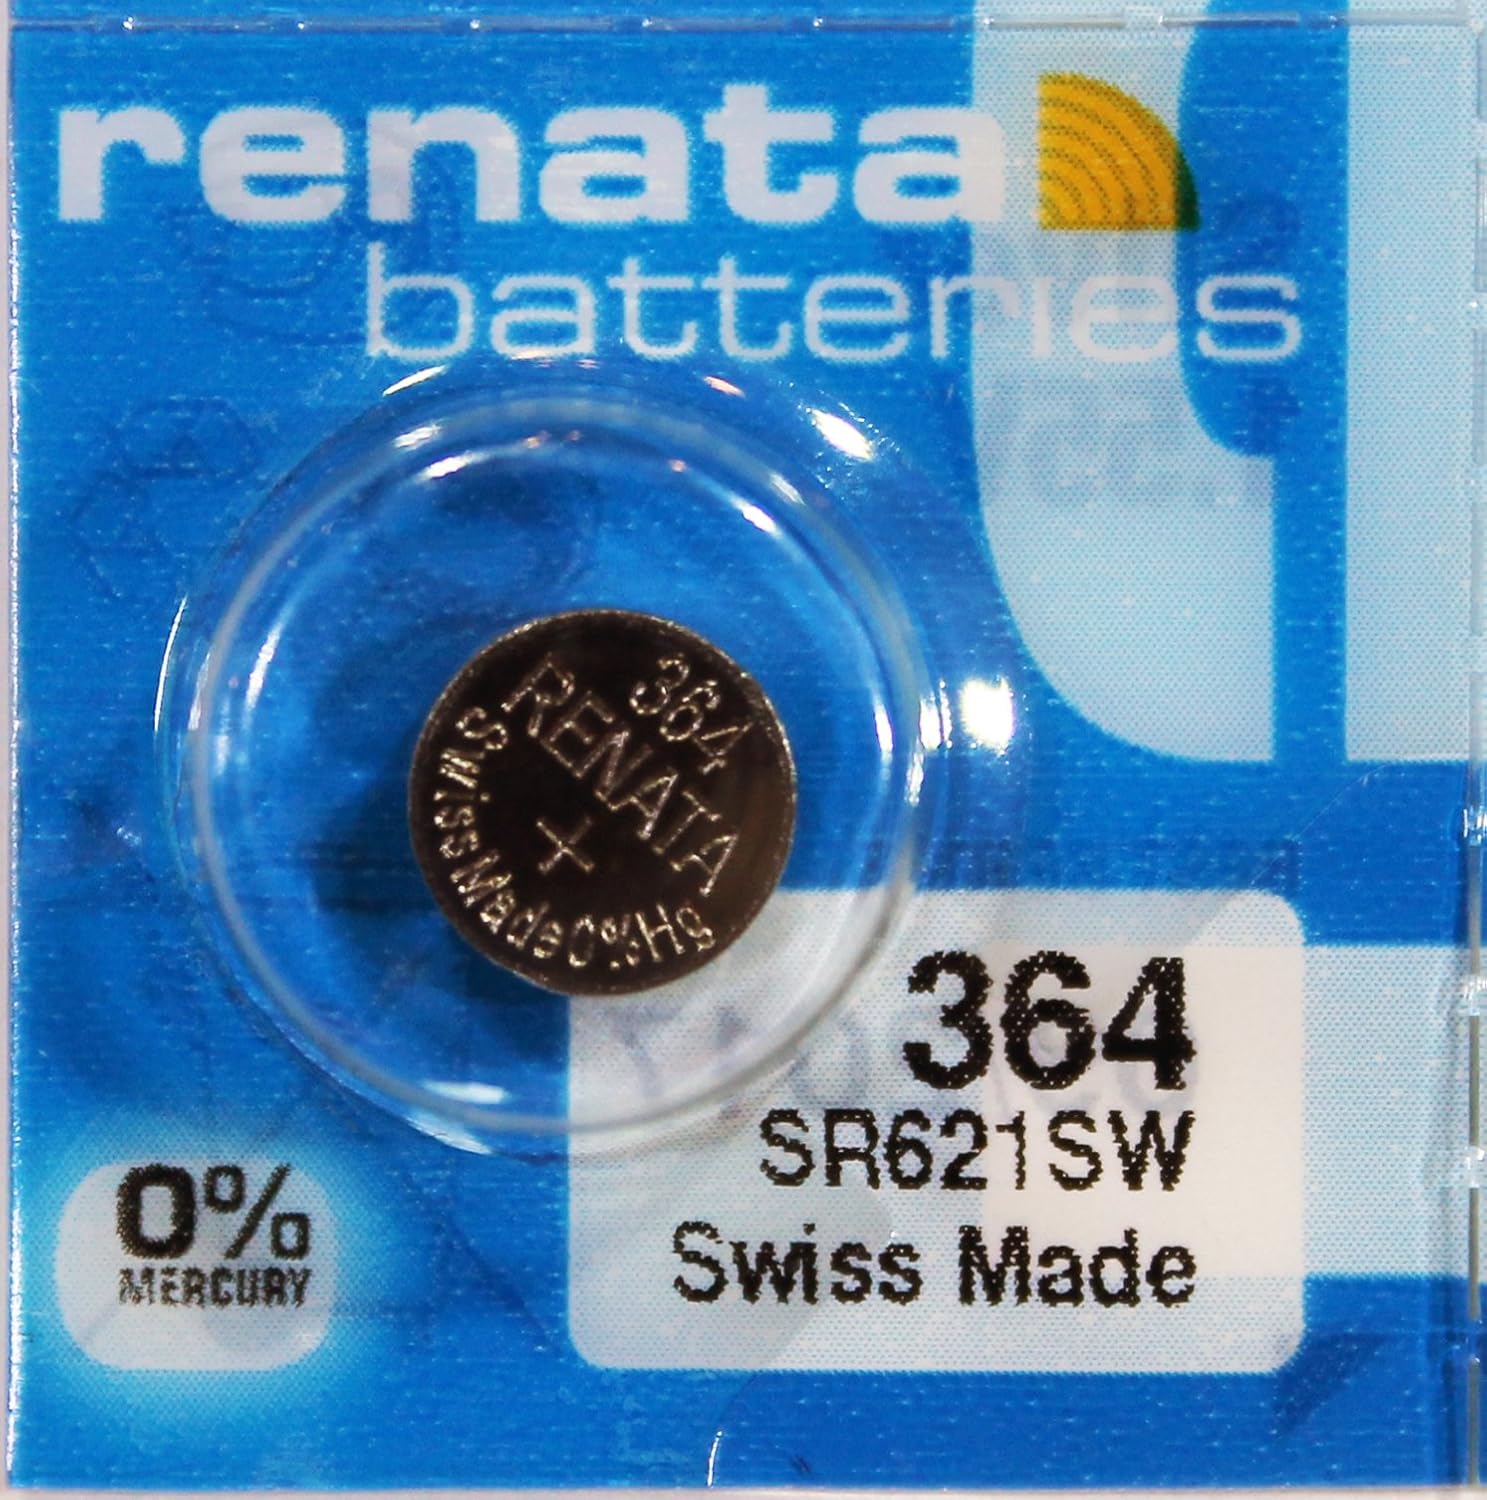 renata
batteries
364
RENATA
+
Swiss Made 0%Hg
364
SR621SW
Swiss Made
0%
MERCURY